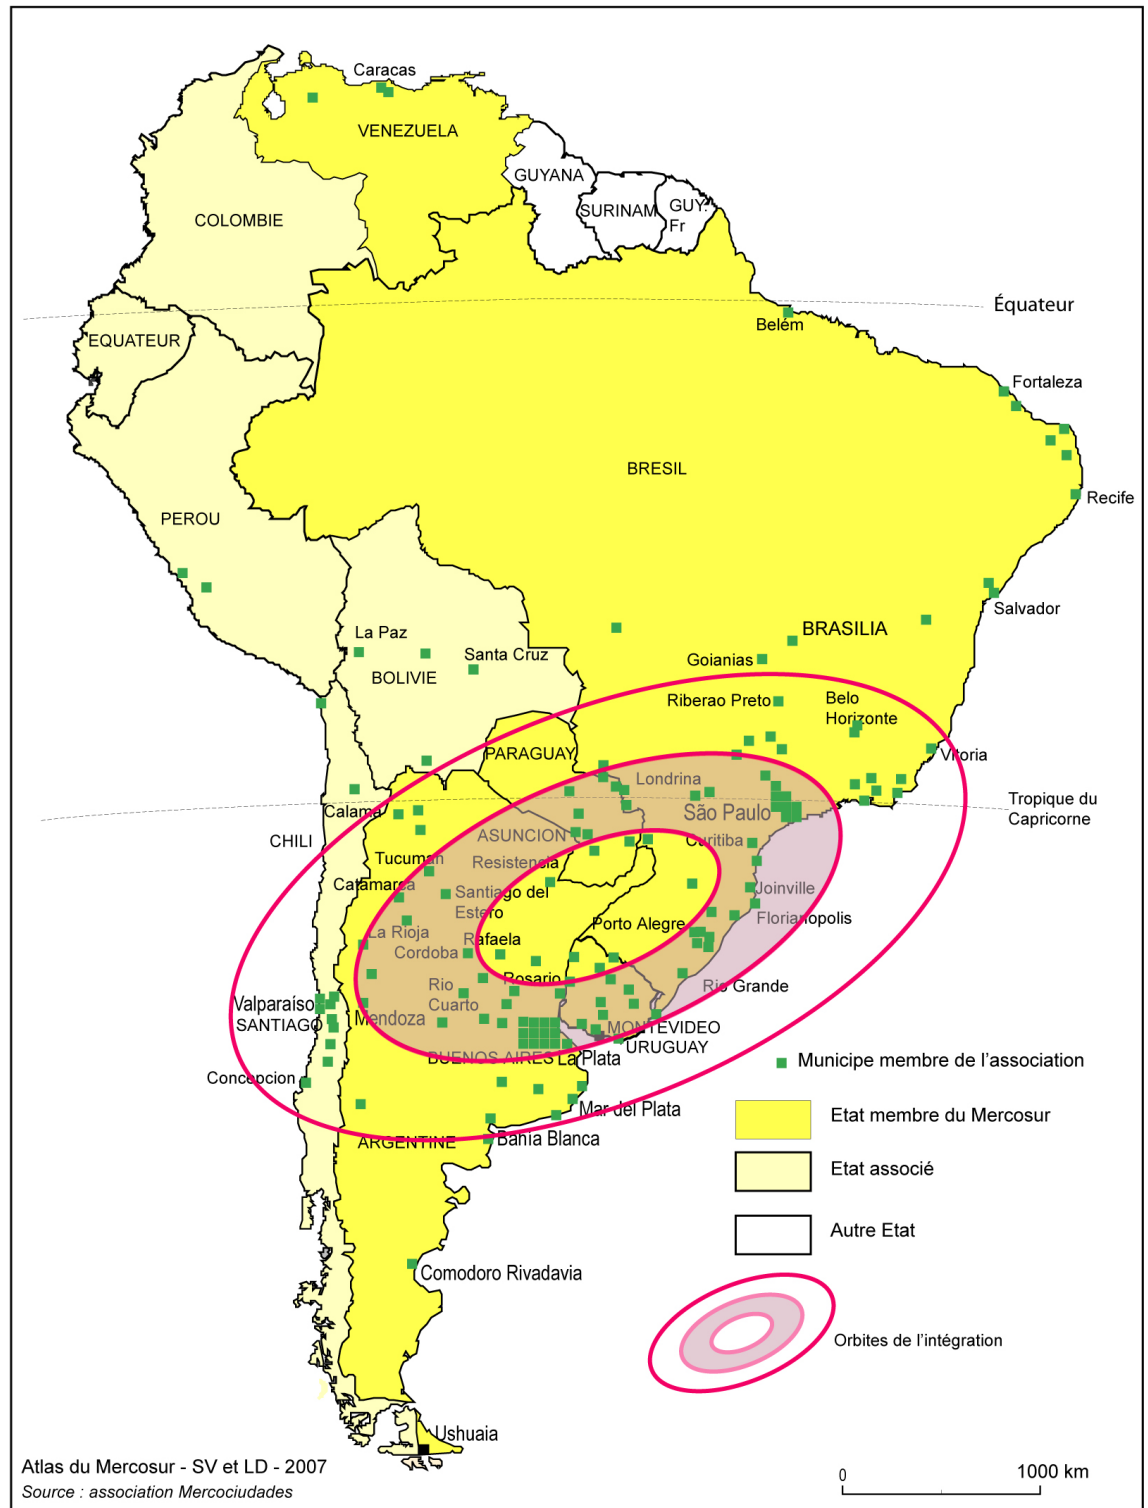 Caracas
VENEZUELA
GUYANA
SURINAM
GUY.
Fr
COLOMBIE
Équateur
Belém
EQUATEUR
Fortaleza
BRESIL
Recife
PEROU
Salvador
BRASILIA
La Paz
Santa Cruz
Goianias
BOLIVIE
Riberao Preto
Belo
Horizonte
Vitoria
PARAGUAY
Londrina
Tropique du
Capricorne
Calama
São Paulo
CHILI
ASUNCION
Curitiba
Tucuman
Resistencia
Catamarca
Santiago del
Estero
Joinville
Florianopolis
Porto Alegre
La Rioja
Rafaela
Cordoba
Rosario
Rio
Cuarto
Rio Grande
Valparaíso
SANTIAGO
Mendoza
MONTEVIDEO
URUGUAY
BUENOS AIRES
La Plata
Concepcion
Mar del Plata
ARGENTINE
Bahía Blanca
Comodoro Rivadavia
Ushuaia
Municipe membre de l'association
Etat membre du Mercosur
Etat associé
Autre Etat
Orbites de l'intégration
Atlas du Mercosur - SV et LD - 2007
Source : association Mercociudades
0
1000 km